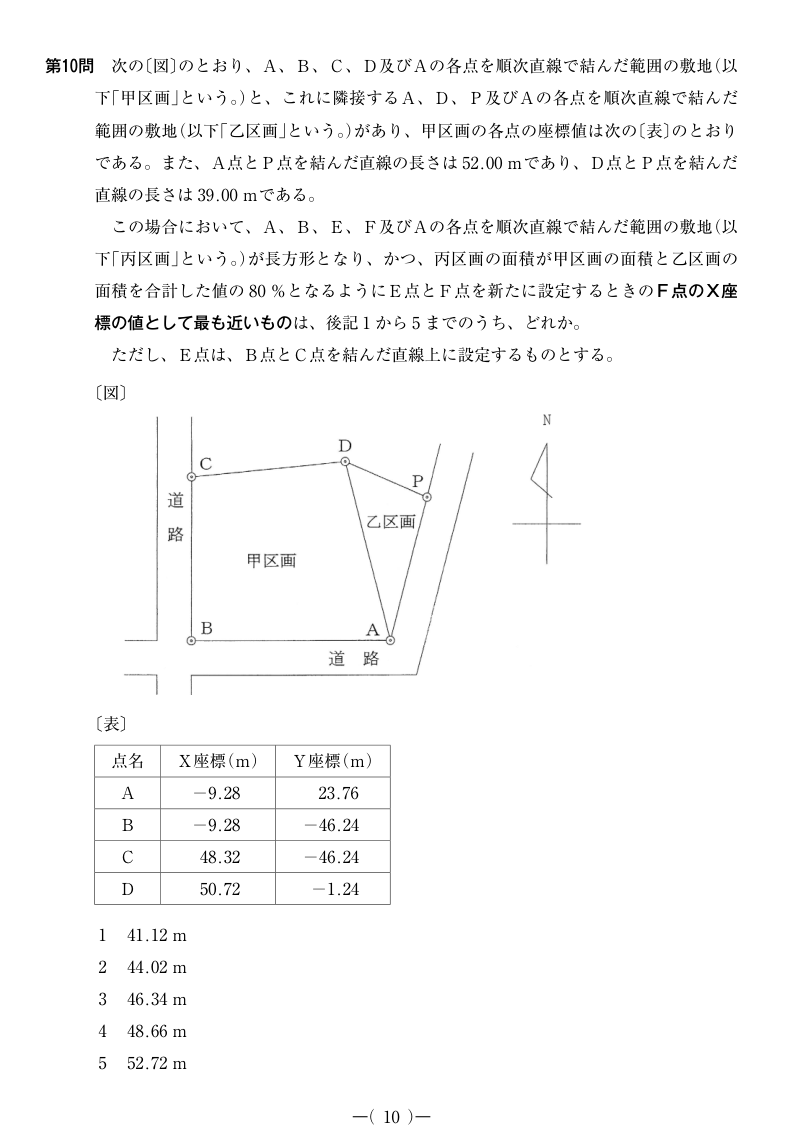 第10問　次の〔図〕のとおり、Ａ、Ｂ、Ｃ、Ｄ及びＡの各点を順次直線で結んだ範囲の敷地（以
下「甲区画」という。）と、これに隣接するＡ、Ｄ、Ｐ及びＡの各点を順次直線で結んだ
範囲の敷地（以下「乙区画」という。）があり、甲区画の各点の座標値は次の〔表〕のとおり
である。また、Ａ点とＰ点を結んだ直線の長さは 52.00 mであり、Ｄ点とＰ点を結んだ
直線の長さは 39.00 mである。
この場合において、Ａ、Ｂ、Ｅ、Ｆ及びＡの各点を順次直線で結んだ範囲の敷地（以
下「丙区画」という。）が長方形となり、かつ、丙区画の面積が甲区画の面積と乙区画の
面積を合計した値の 80 %となるようにＥ点とＦ点を新たに設定するときのＦ点のＸ座
標の値として最も近いものは、後記１から５までのうち、どれか。
ただし、Ｅ点は、Ｂ点とＣ点を結んだ直線上に設定するものとする。
〔図〕
N
D
C
P
道
路
乙区画
甲区画
B
A
道　路
〔表〕
点名　Ｘ座標（m）　Ｙ座標（m）
A　－9.28　23.76
B　－9.28　－46.24
C　48.32　－46.24
D　50.72　－1.24
1　41.12 m
2　44.02 m
3　46.34 m
4　48.66 m
5　52.72 m
―( 10 )―